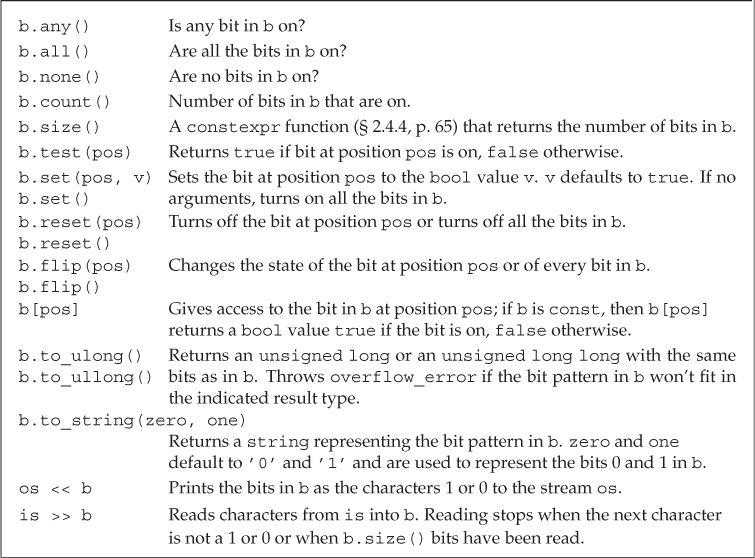 b.any() Is any bit in b on?
b.all() Are all the bits in b on?
b.none() Are no bits in b on?
b.count() Number of bits in b that are on.
b.size() A constexpr function (§ 2.4.4, p. 65) that returns the number of bits in b.
b.test(pos) Returns true if bit at position pos is on, false otherwise.
b.set(pos, v) Sets the bit at position pos to the bool value v. v defaults to true. If no
b.set() arguments, turns on all the bits in b.
b.reset(pos) Turns off the bit at position pos or turns off all the bits in b.
b.reset()
b.flip(pos) Changes the state of the bit at position pos or of every bit in b.
b.flip()
b[pos] Gives access to the bit in b at position pos; if b is const, then b[pos]
returns a bool value true if the bit is on, false otherwise.
b.to_ulong() Returns an unsigned long or an unsigned long long with the same
b.to_ullong() bits as in b. Throws overflow_error if the bit pattern in b won't fit in
the indicated result type.
b.to_string(zero, one)
Returns a string representing the bit pattern in b. zero and one
default to '0' and '1' and are used to represent the bits 0 and 1 in b.
os << b Prints the bits in b as the characters 1 or 0 to the stream os.
is >> b Reads characters from is into b. Reading stops when the next character
is not a 1 or 0 or when b.size() bits have been read.